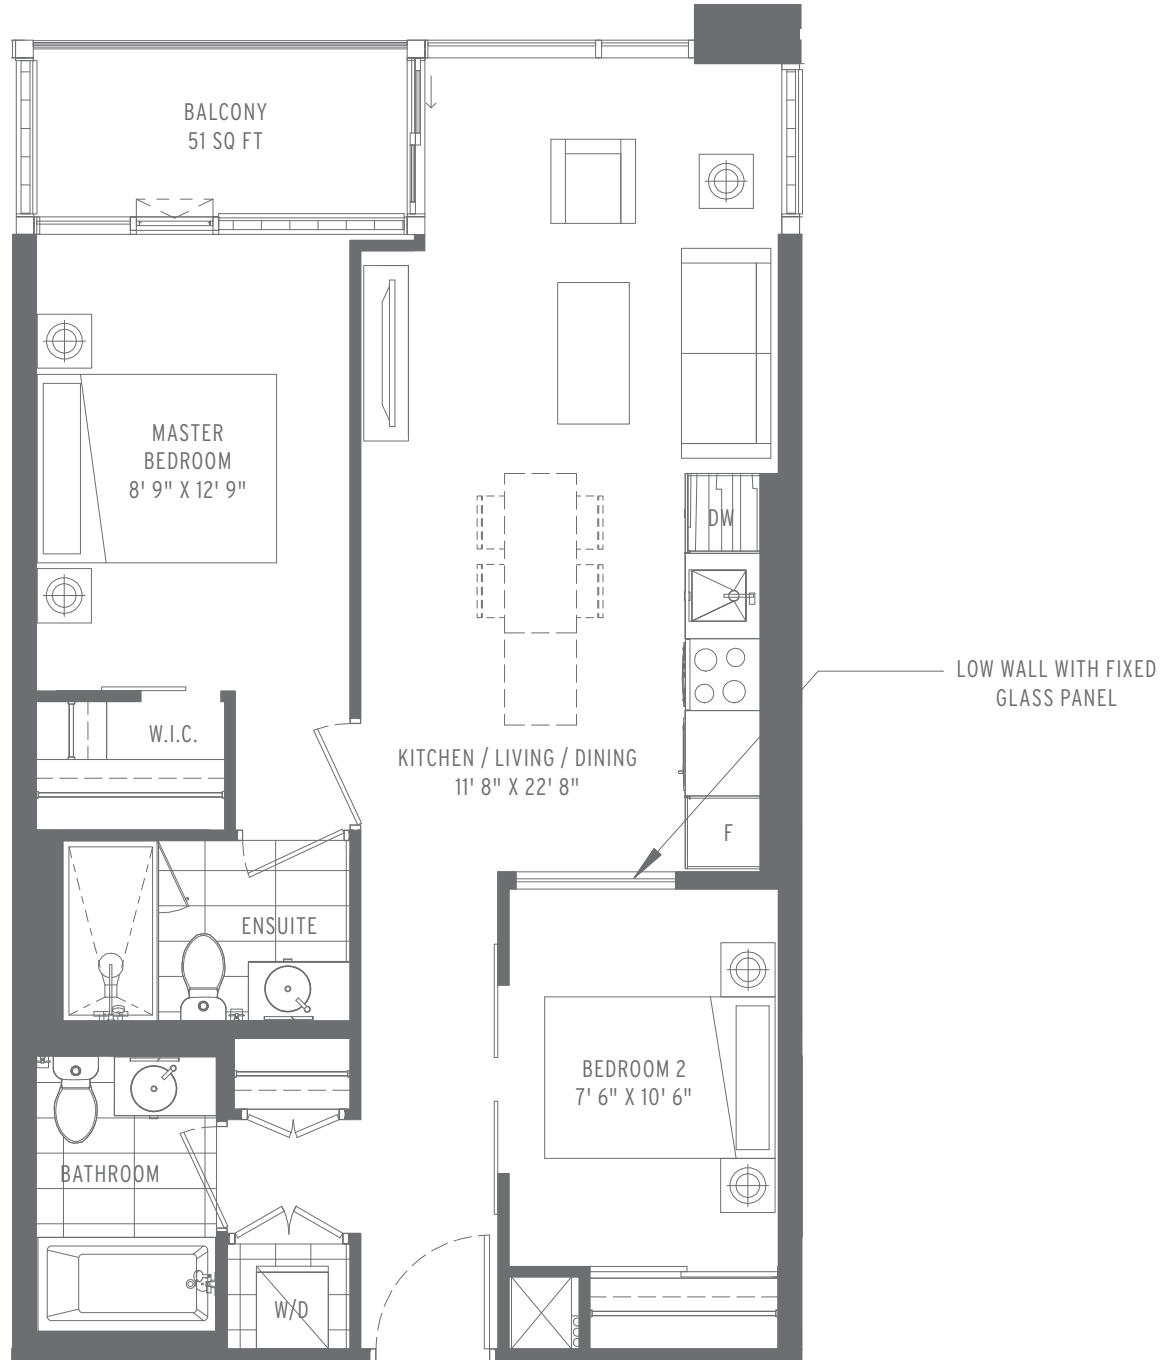 BALCONY
51 SQ FT
MASTER
BEDROOM
8' 9" X 12' 9"
DW
LOW WALL WITH FIXED
GLASS PANEL
W.I.C.
KITCHEN / LIVING / DINING
11' 8" X 22' 8"
F
ENSUITE
BEDROOM 2
7' 6" X 10' 6"
BATHROOM
W/D